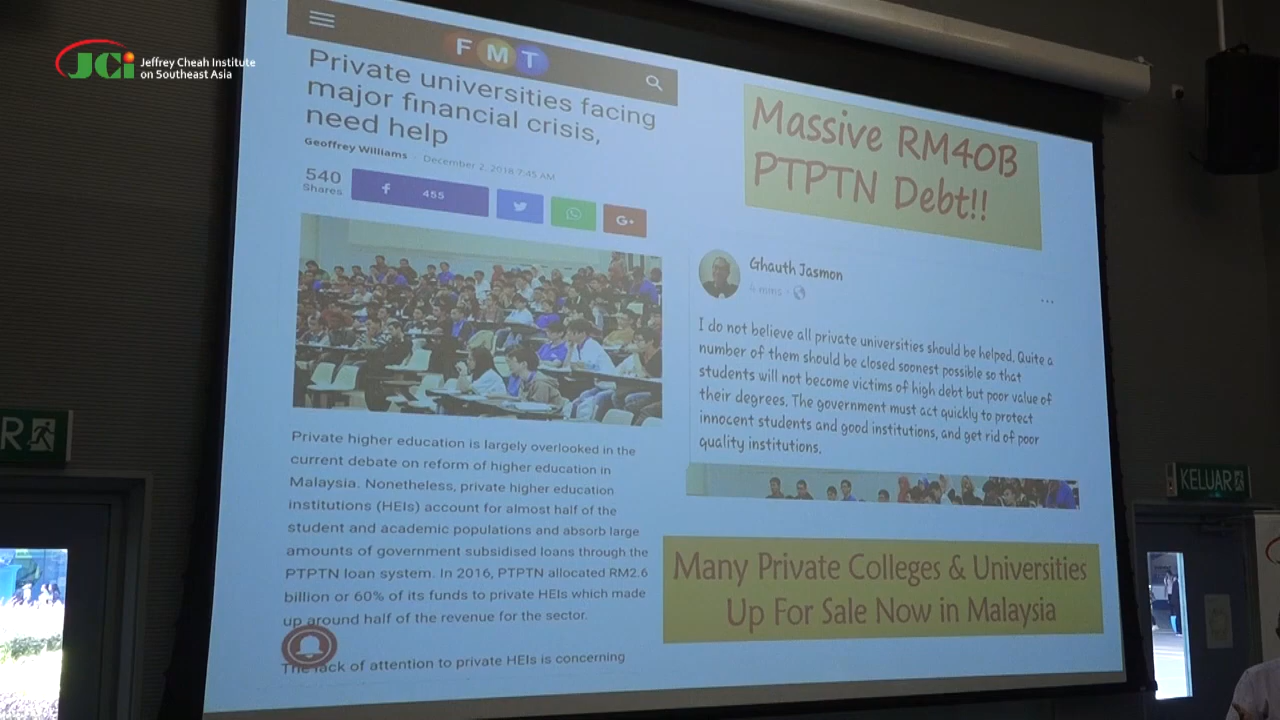 JCi Jeffrey Cheah Institute
on Southeast Asia
FMT
Private universities facing
major financial crisis,
need help
Geoffrey Williams - December 2, 2018 7:45 AM
540
Shares
f 455
G+
Private higher education is largely overlooked in the
current debate on reform of higher education in
Malaysia. Nonetheless, private higher education
institutions (HEIs) account for almost half of the
student and academic populations and absorb large
amounts of government subsidised loans through the
PTPTN loan system. In 2016, PTPTN allocated RM2.6
billion or 60% of its funds to private HEIs which made
up around half of the revenue for the sector.
The lack of attention to private HEIs is concerning
Massive RM40B
PTPTN Debt!!
Ghauth Jasmon
4 mins
...
I do not believe all private universities should be helped. Quite a
number of them should be closed soonest possible so that
students will not become victims of high debt but poor value of
their degrees. The government must act quickly to protect
innocent students and good institutions, and get rid of poor
quality institutions.
Many Private Colleges & Universities
Up For Sale Now in Malaysia
R
KELUAR